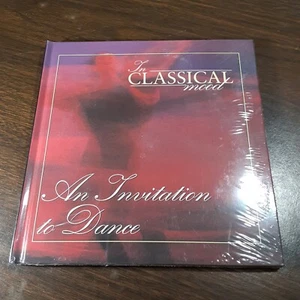 In
CLASSICAL
mood
An Invitation
to Dance